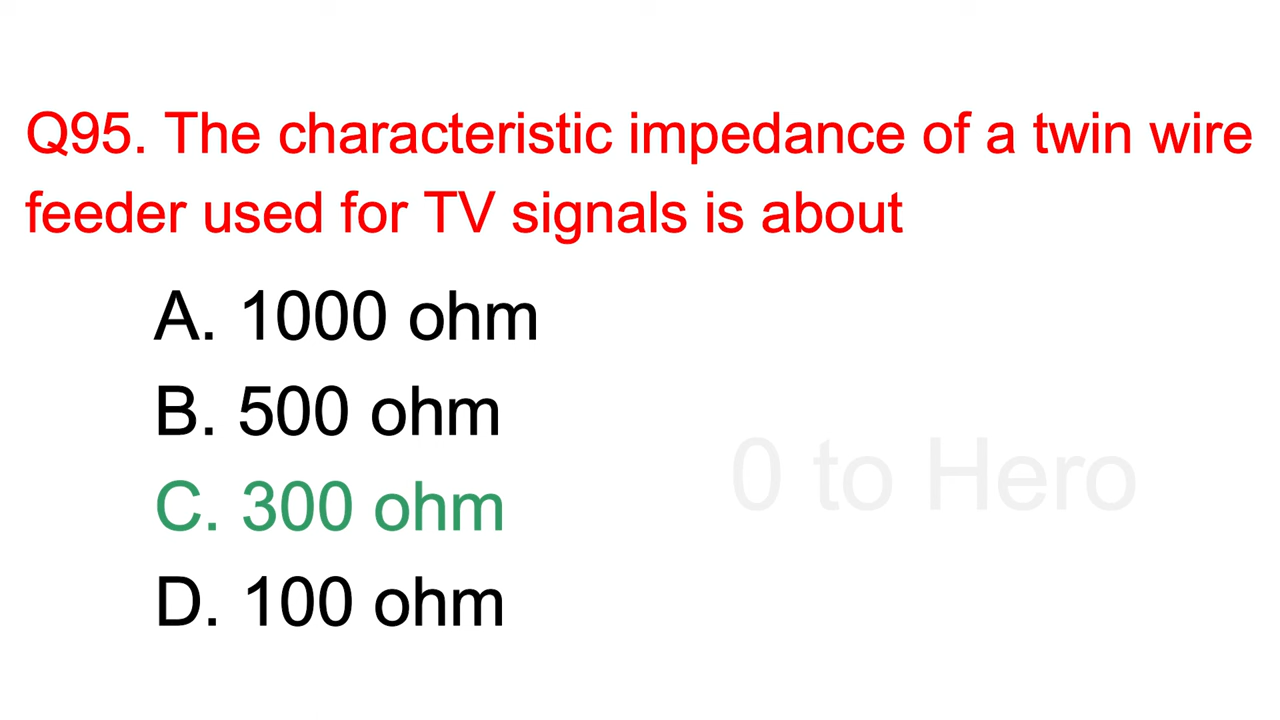 Q95. The characteristic impedance of a twin wire
feeder used for TV signals is about
A. 1000 ohm
B. 500 ohm
0 to Hero
C. 300 ohm
D. 100 ohm